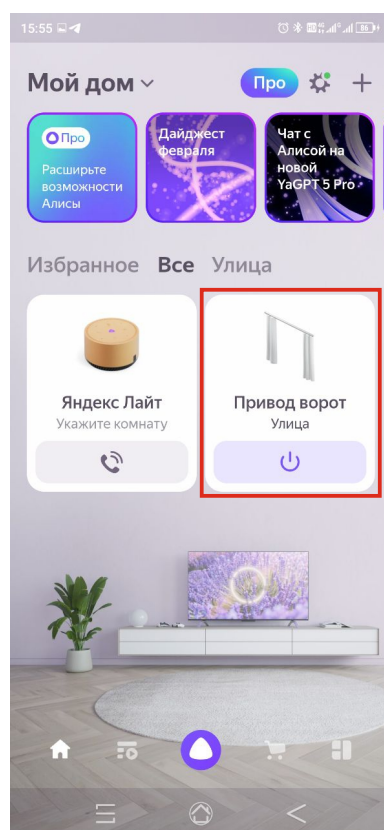 15:55
86
Мой дом
Про
Про
Расширьте
возможности
Алисы
Дайджест
февраля
Чат с
Алисой на
новой
YaGPT 5 Pro
Избранное Все Улица
Яндекс Лайт
Укажите комнату
Привод ворот
Улица